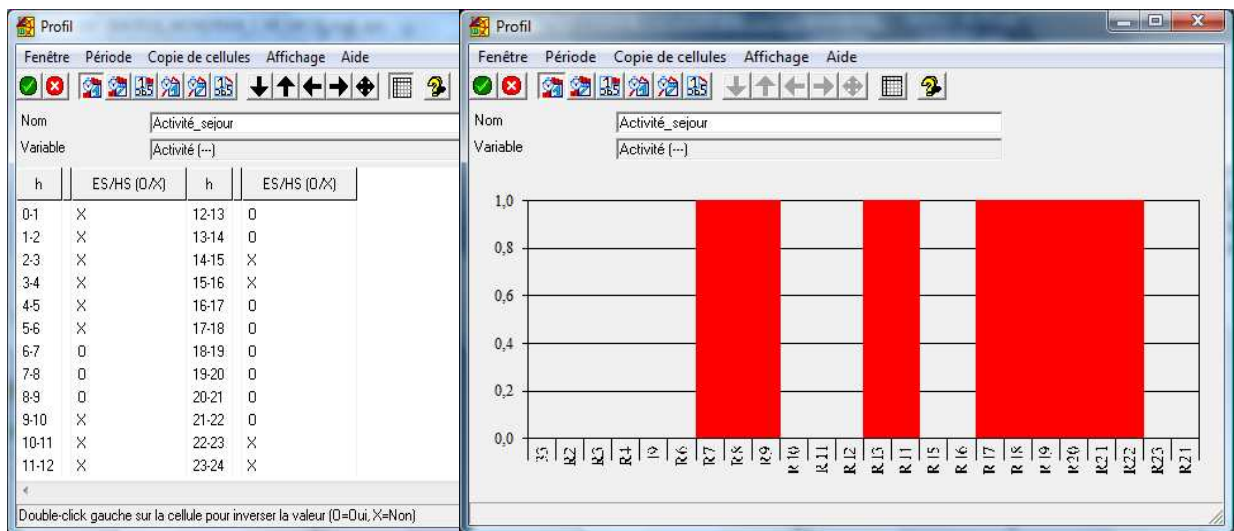 Profil
Fenêtre Période Copie de cellules Affichage Aide
Nom Activité_sejour
Variable Activité (---)
h ES/HS (O/X) h ES/HS (O/X)
0-1 X 12-13 O
1-2 X 13-14 O
2-3 X 14-15 X
3-4 X 15-16 X
4-5 X 16-17 O
5-6 X 17-18 O
6-7 O 18-19 O
7-8 O 19-20 O
8-9 O 20-21 O
9-10 X 21-22 O
10-11 X 22-23 X
11-12 X 23-24 X
Double-click gauche sur la cellule pour inverser la valeur (O=Oui, X=Non)
Profil
Fenêtre Période Copie de cellules Affichage Aide
Nom Activité_sejour
Variable Activité (---)
1,0
0,8
0,6
0,4
0,2
0,0
R2 R3 R4 R6 R7 R8 R9 R10 R11 R12 R13 R15 R16 R17 R18 R19 R20 R21 R22 R23